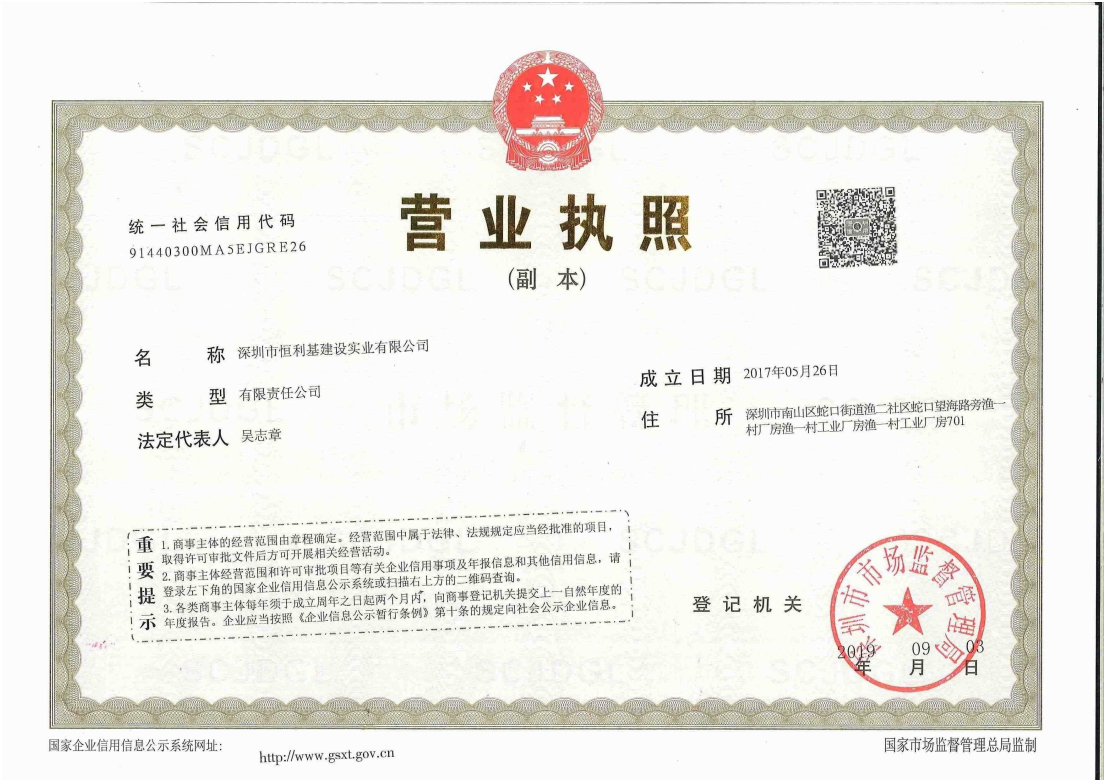 营业执照
(副 本)
统一社会信用代码
91440300MA5EJGRE26
名 称 深圳市恒利基建设实业有限公司
类 型 有限责任公司
法定代表人 吴志章
成立日期 2017年05月26日
住 所 深圳市南山区蛇口街道渔二社区蛇口望海路旁渔一
村厂房渔一村工业厂房渔一村工业厂房701
重要提示
1.商事主体的经营范围由章程确定。经营范围中属于法律、法规规定应当经批准的项目，
取得许可审批文件后方可开展相关经营活动。
2.商事主体经营范围和许可审批项目等有关企业信用事项及年报信息和其他信用信息，请
登录左下角的国家企业信用信息公示系统或扫描右上方的二维码查询。
3.各类商事主体每年须于成立周年之日起两个月内，向商事登记机关提交上一自然年度的
年度报告。企业应当按照《企业信息公示暂行条例》第十条的规定向社会公示企业信息。
登记机关
深圳市市场监督管理局
2019 09 03
年 月 日
国家企业信用信息公示系统网址：
http://www.gsxt.gov.cn
国家市场监督管理总局监制
SCJDGL